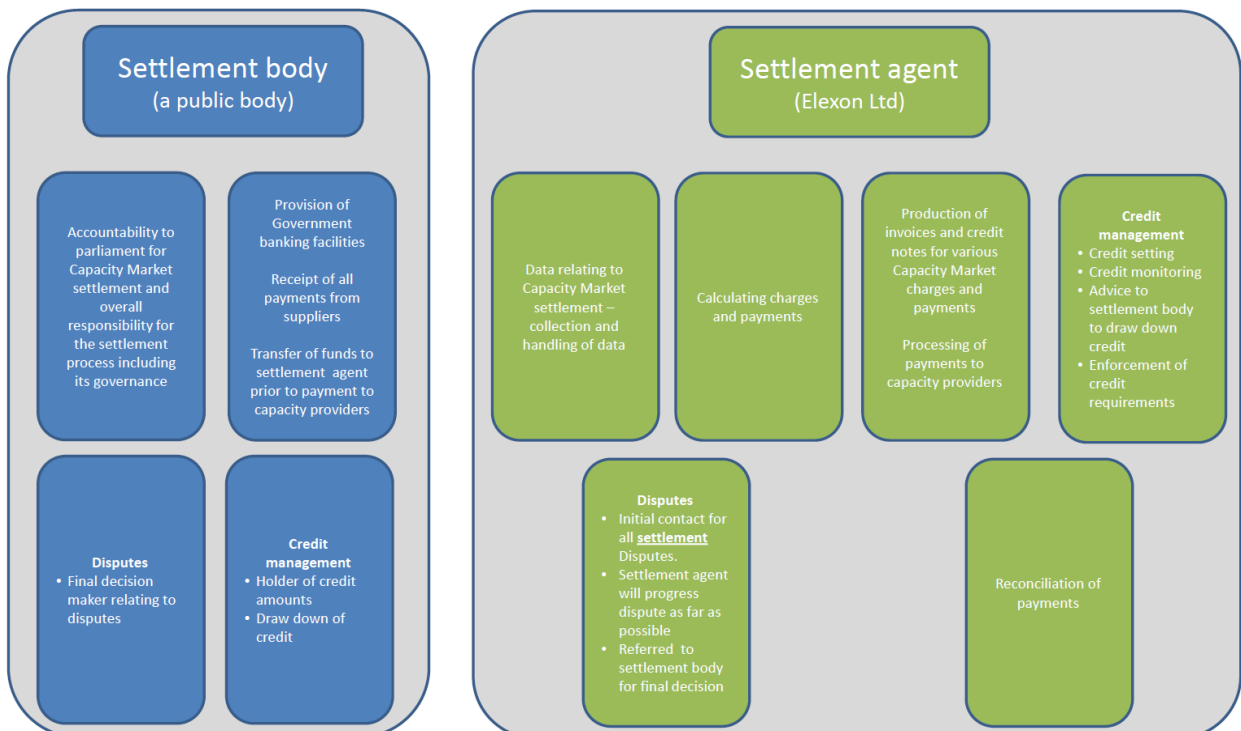 Settlement body
(a public body)
Accountability to
parliament for
Capacity Market
settlement and
overall
responsibility for
the settlement
process including
its governance
Provision of
Government
banking facilities
Receipt of all
payments from
suppliers
Transfer of funds to
settlement agent
prior to payment to
capacity providers
Disputes
• Final decision
maker relating to
disputes
Credit
management
• Holder of credit
amounts
• Draw down of
credit
Settlement agent
(Elexon Ltd)
Data relating to
Capacity Market
settlement –
collection and
handling of data
Calculating charges
and payments
Production of
invoices and credit
notes for various
Capacity Market
charges and
payments
Processing of
payments to
capacity providers
Credit
management
• Credit setting
• Credit monitoring
• Advice to
settlement body
to draw down
credit
• Enforcement of
credit
requirements
Disputes
• Initial contact for
all settlement
Disputes.
• Settlement agent
will progress
dispute as far as
possible
• Referred to
settlement body
for final decision
Reconciliation of
payments